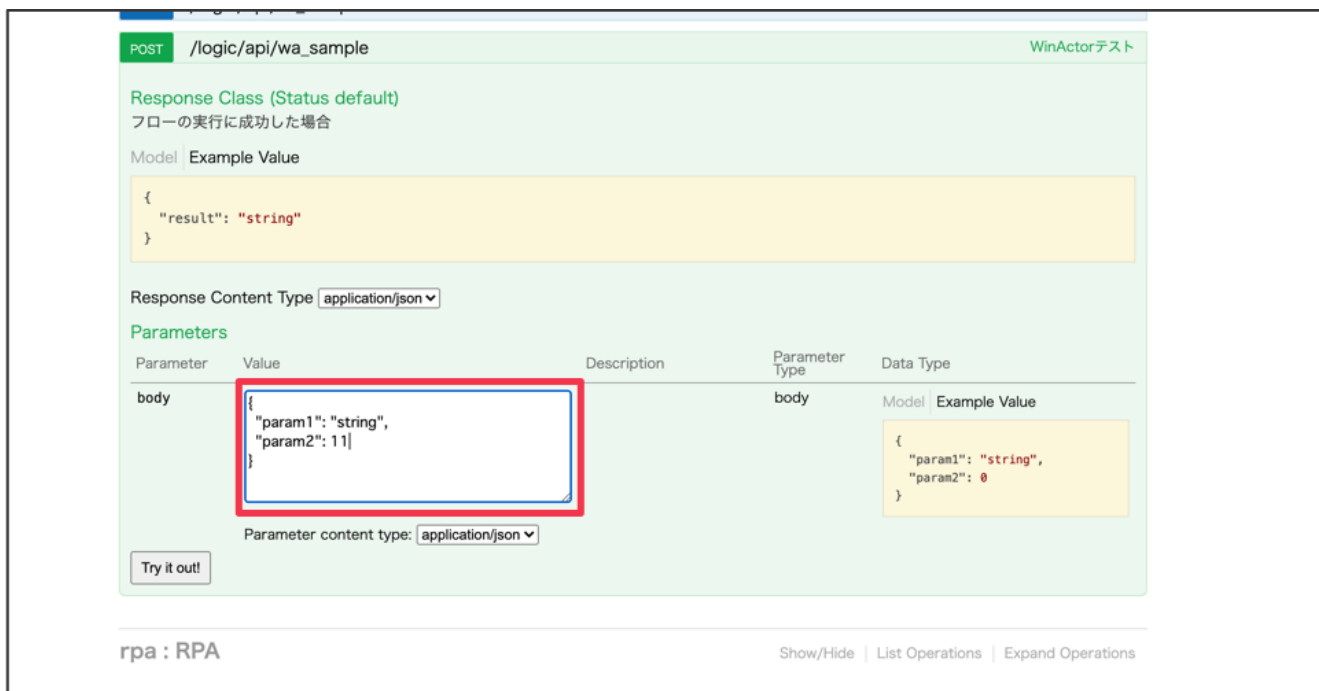 POST /logic/api/wa_sample WinActorテスト
Response Class (Status default)
フローの実行に成功した場合
Model Example Value
{
"result": "string"
}
Response Content Type application/json
Parameters
Parameter Value Description Parameter Type Data Type
body
{
"param1": "string",
"param2": 11
}
body
Model Example Value
{
"param1": "string",
"param2": 0
}
Parameter content type: application/json
Try it out!
rpa : RPA Show/Hide List Operations Expand Operations